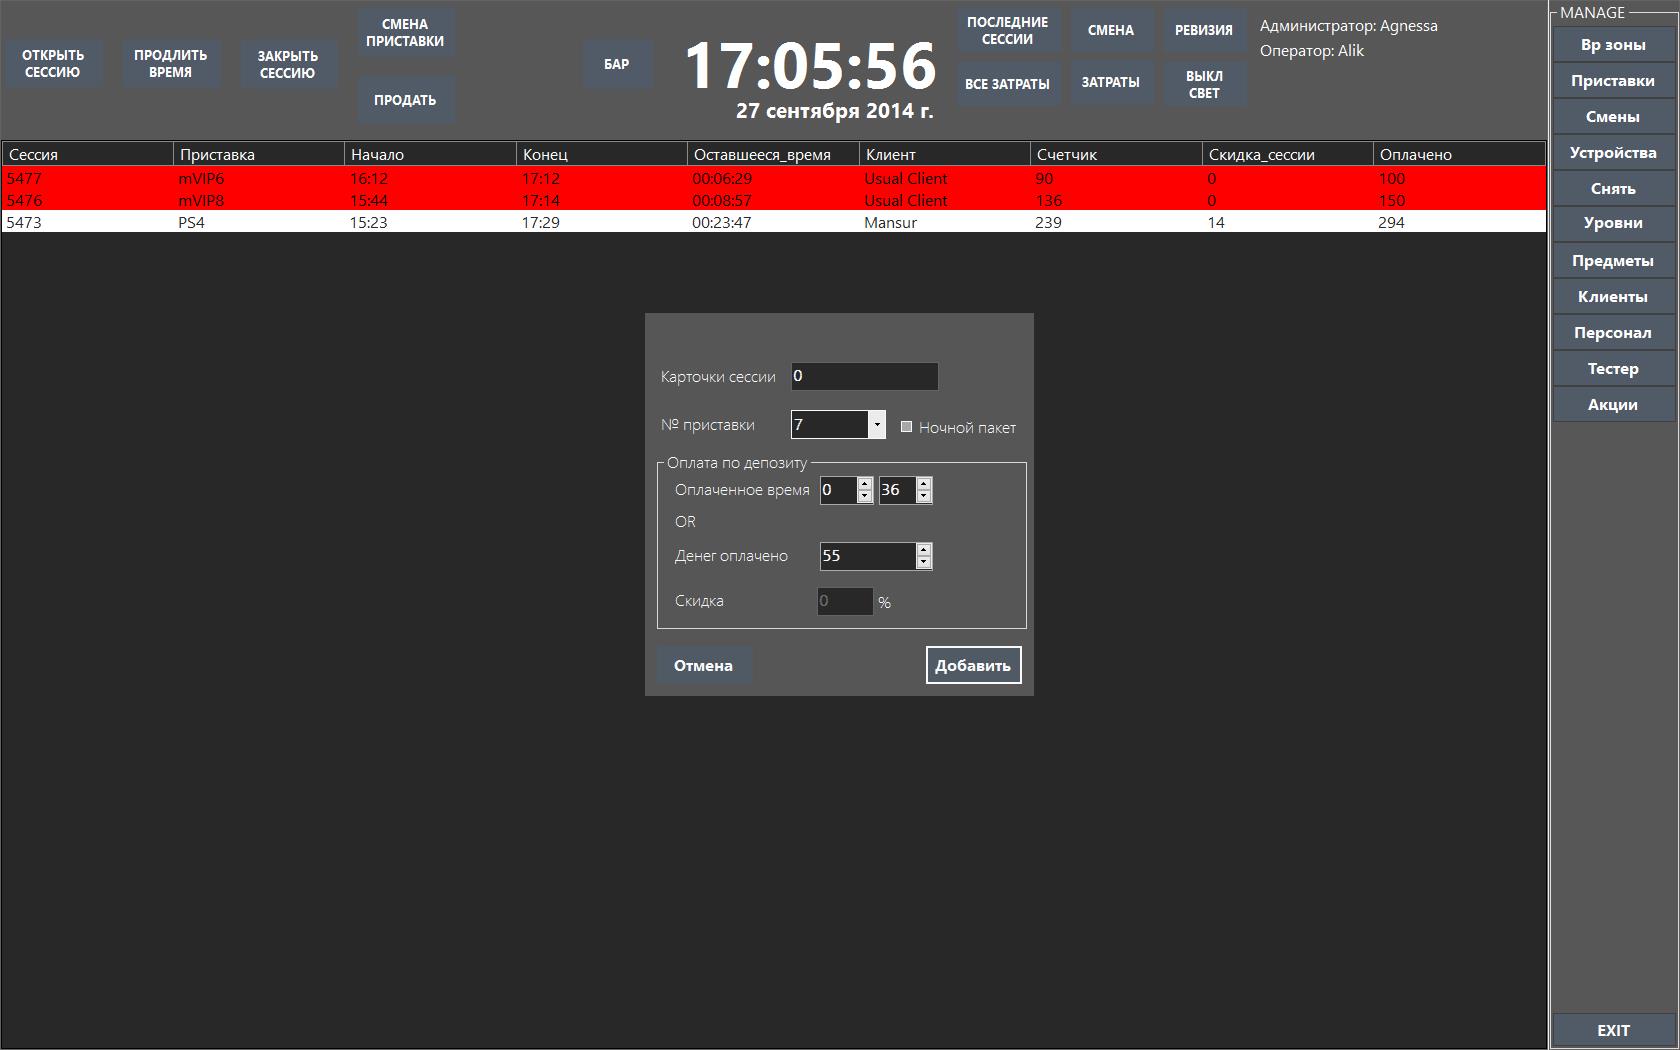 ОТКРЫТЬ
СЕССИЮ
ПРОДЛИТЬ
ВРЕМЯ
ЗАКРЫТЬ
СЕССИЮ
СМЕНА
ПРИСТАВКИ
ПРОДАТЬ
БАР
17:05:56
27 сентября 2014 г.
ПОСЛЕДНИЕ
СЕССИИ
СМЕНА
РЕВИЗИЯ
ВСЕ ЗАТРАТЫ
ЗАТРАТЫ
ВЫКЛ
СВЕТ
Администратор: Agnessa
Оператор: Alik
Сессия Приставка Начало Конец Оставшееся_время Клиент Счетчик Скидка_сессии Оплачено
5477 mVIP6 16:12 17:12 00:06:29 Usual Client 90 0 100
5476 mVIP8 15:44 17:14 00:08:57 Usual Client 136 0 150
5473 PS4 15:23 17:29 00:23:47 Mansur 239 14 294
Карточки сессии 0
№ приставки 7 Ночной пакет
Оплата по депозиту
Оплаченное время 0 36
OR
Денег оплачено 55
Скидка 0 %
Отмена Добавить
MANAGE
Вр зоны
Приставки
Смены
Устройства
Снять
Уровни
Предметы
Клиенты
Персонал
Тестер
Акции
EXIT